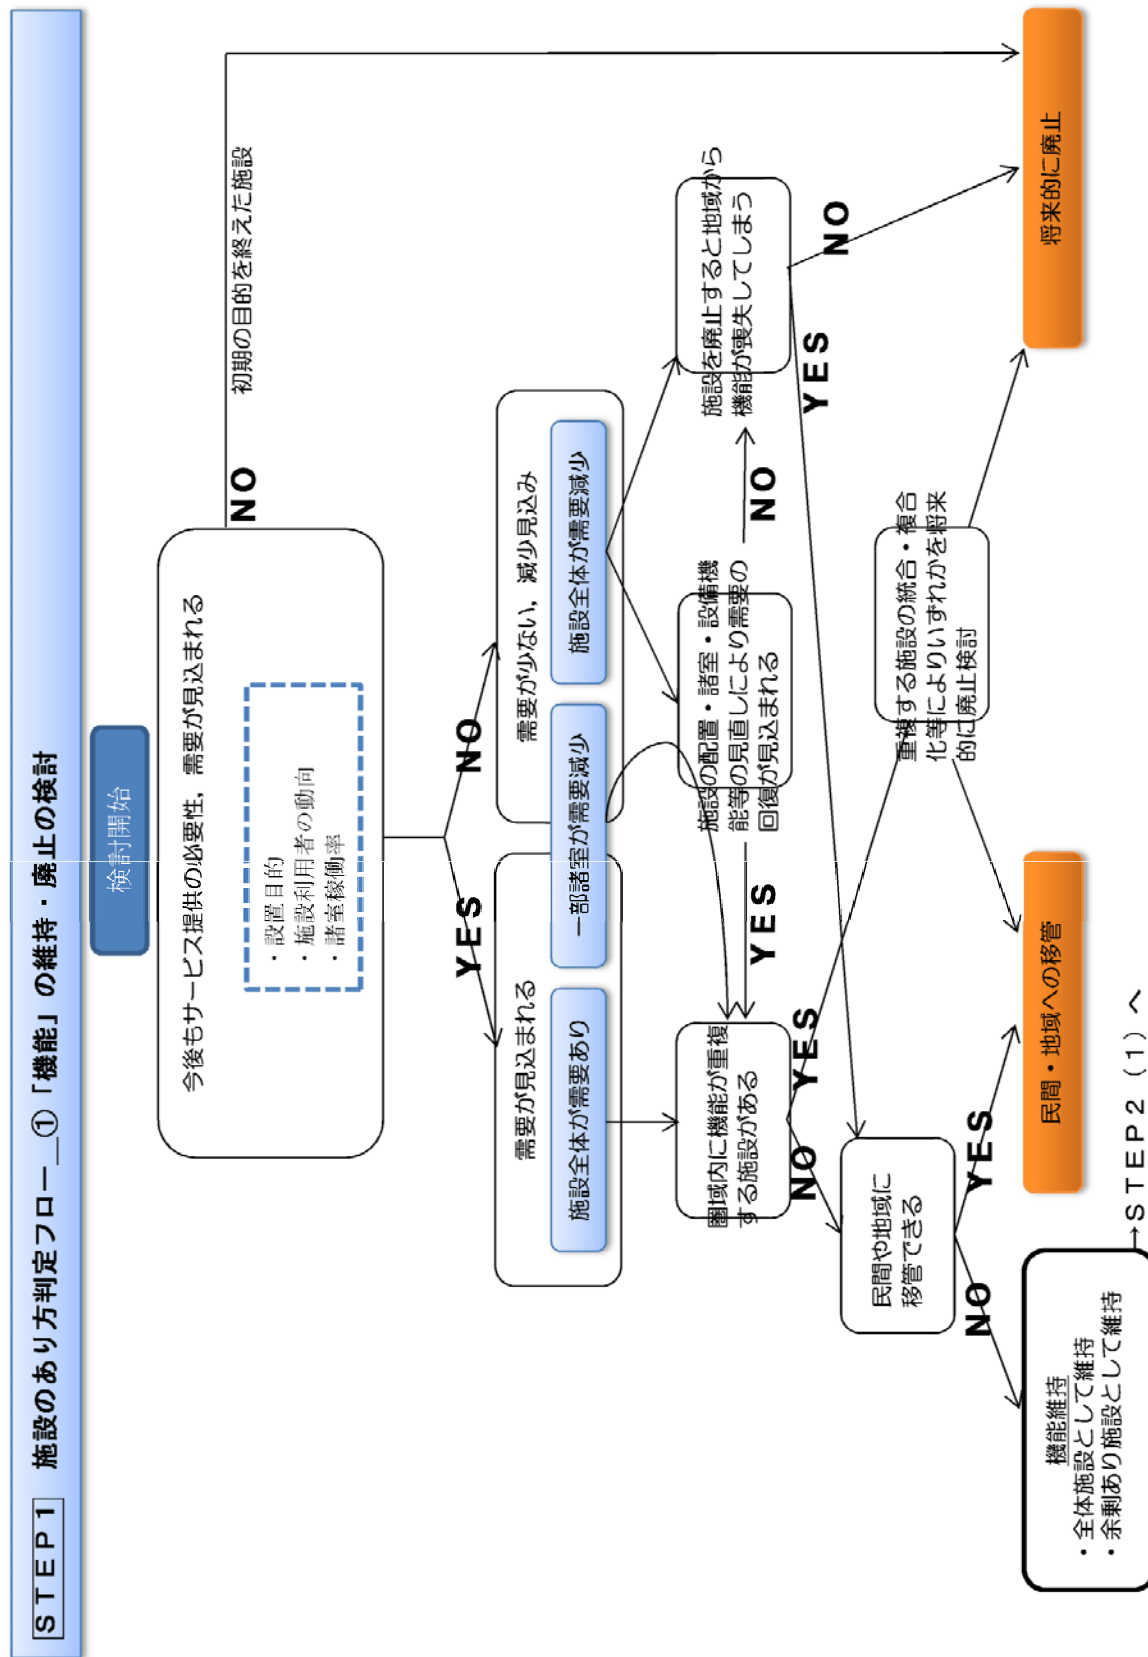 STEP1 施設のあり方判定フロー_①「機能」の維持・廃止の検討
検討開始
今後もサービス提供の必要性，需要が見込まれる
・設置目的
・施設利用者の動向
・諸室稼働率
NO
初期の目的を終えた施設
YES
NO
需要が見込まれる
需要が少ない，減少見込み
施設全体が需要あり
一部諸室が需要減少
施設全体が需要減少
圏域内に機能が重複
する施設がある
施設の配置・諸室・設備機
能等の見直しにより需要の
回復が見込まれる
施設を廃止すると地域から
機能が喪失してしまう
YES
NO
NO
YES
YES
NO
民間や地域に
移管できる
重複する施設の統合・複合
化等によりいずれかを将来
的に廃止検討
NO
YES
機能維持
・全体施設として維持
・余剰あり施設として維持
→STEP2（1）へ
民間・地域への移管
将来的に廃止